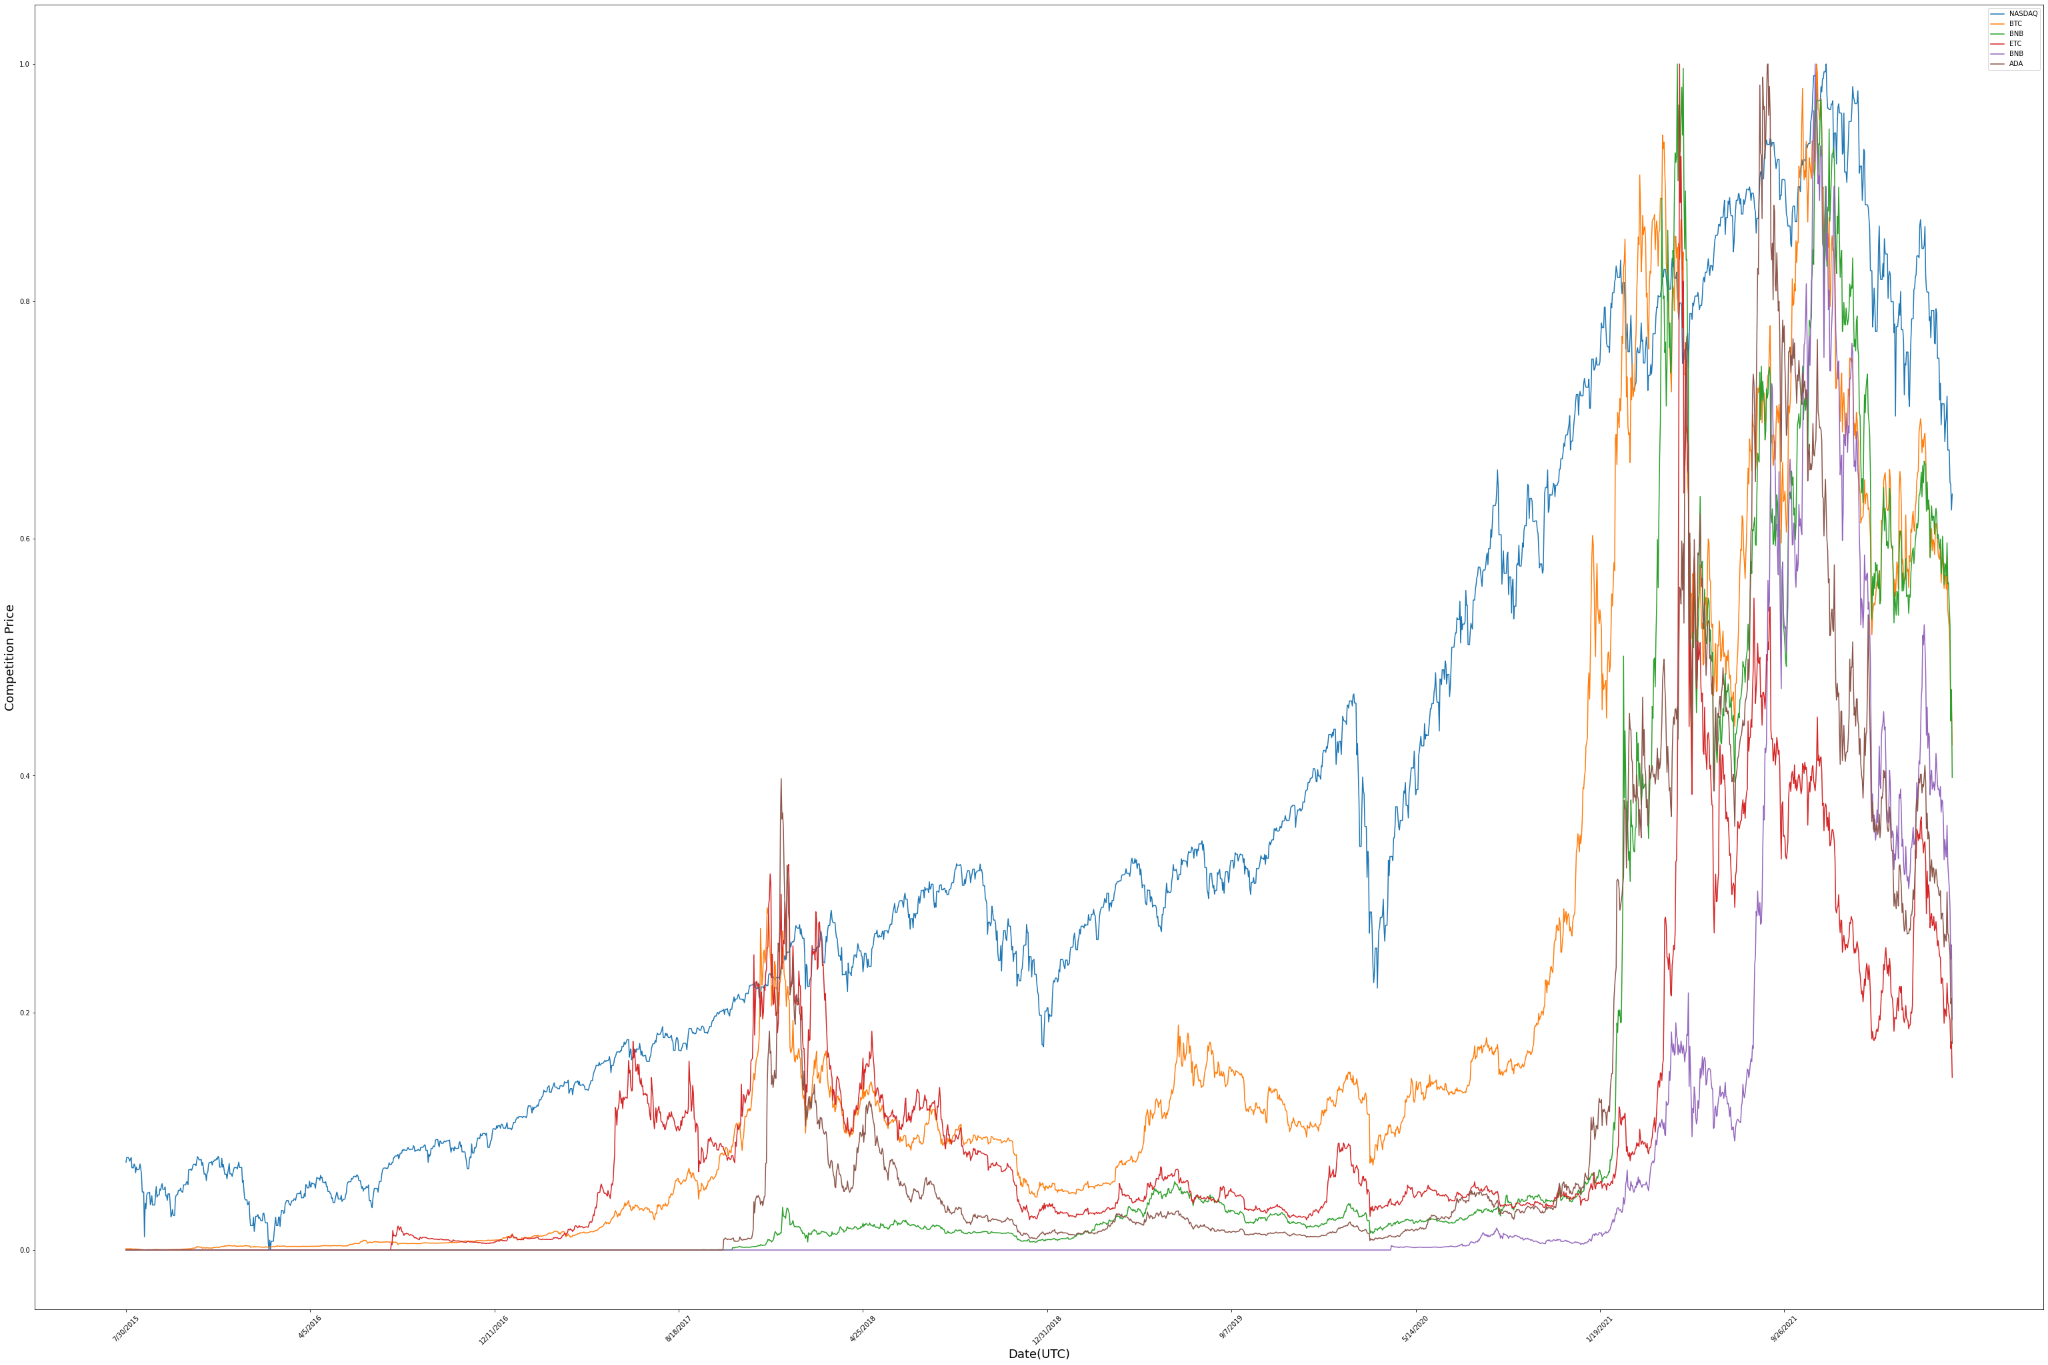 NASDAQ
BTC
BNB
ETC
BNB
ADA
1.0
0.8
0.6
0.4
0.2
0.0
Competition Price
7/30/2015
4/5/2016
12/11/2016
8/18/2017
4/25/2018
12/31/2018
9/7/2019
5/14/2020
1/19/2021
9/26/2021
Date(UTC)